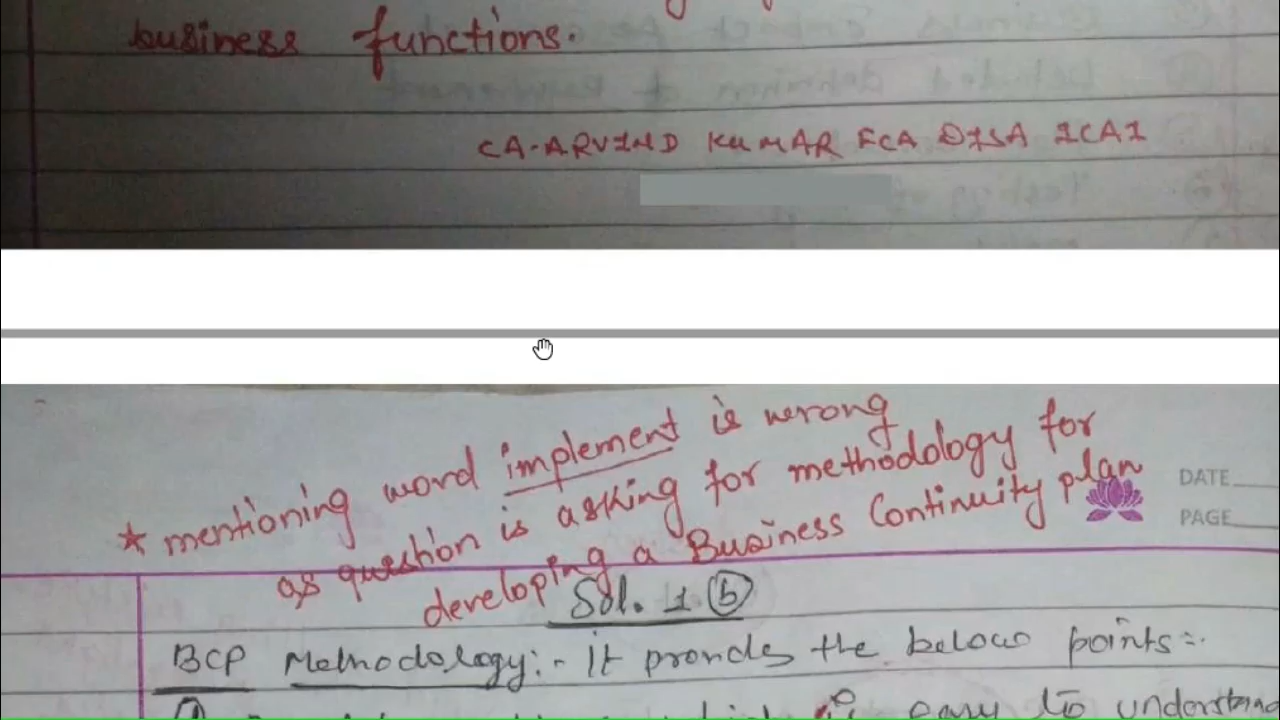 business functions.
CA-ARVIND KUMAR FCA DISA ICAI
* mentioning word implement is wrong
as question is asking for methodology for
developing a Business Continuity plan
DATE
PAGE
Sol. 1 (b)
BCP Methodology:- It provides the below points:-
easy to understand